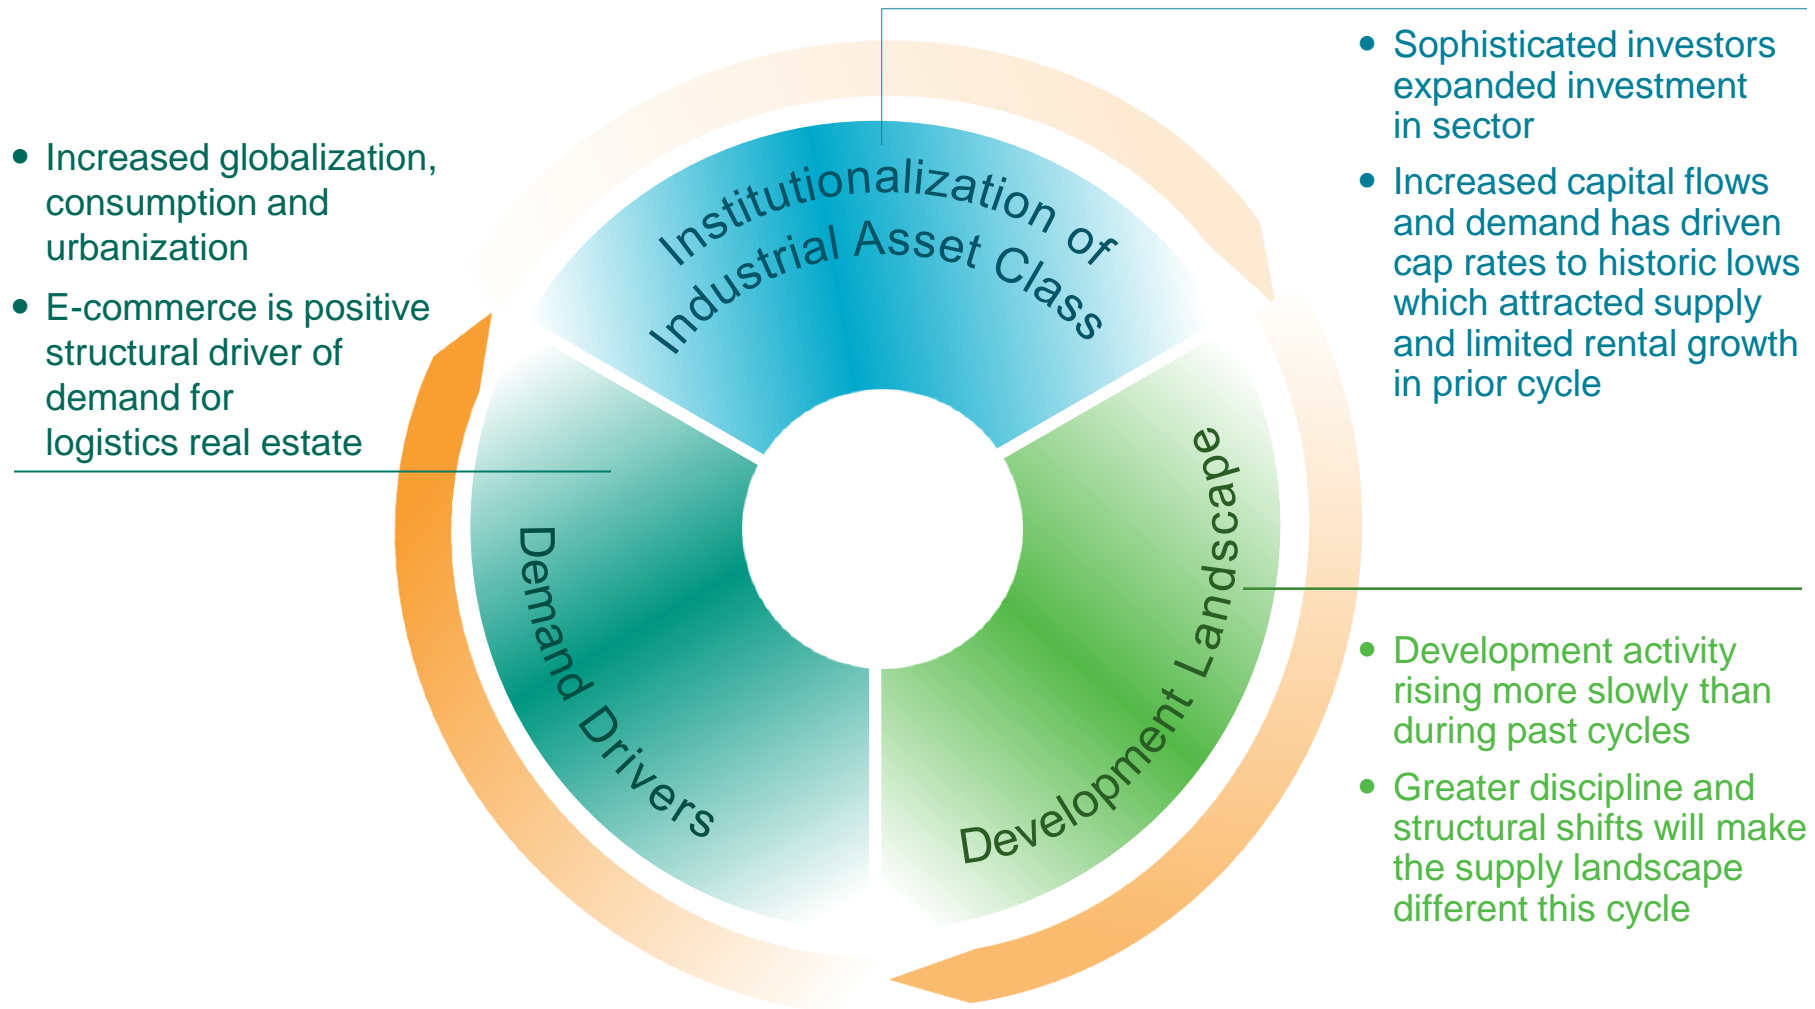 • Increased globalization,
consumption and
urbanization
• E-commerce is positive
structural driver of
demand for
logistics real estate
Institutionalization of
Industrial Asset Class
• Sophisticated investors
expanded investment
in sector
• Increased capital flows
and demand has driven
cap rates to historic lows
which attracted supply
and limited rental growth
in prior cycle
Demand Drivers
Development Landscape
• Development activity
rising more slowly than
during past cycles
• Greater discipline and
structural shifts will make
the supply landscape
different this cycle